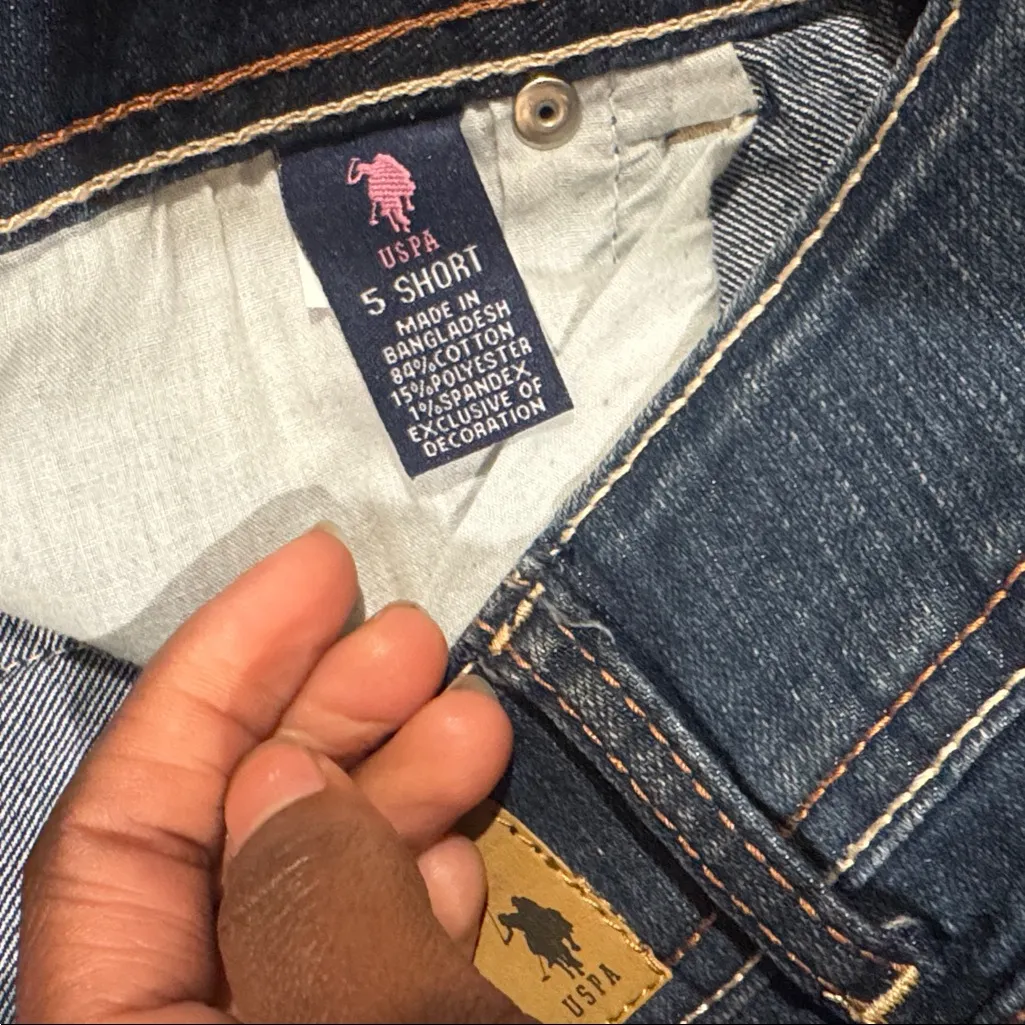 USPA
5 SHORT
MADE IN
BANGLADESH
84%COTTON
15%POLYESTER
1%SPANDEX
EXCLUSIVE OF
DECORATION
USPA